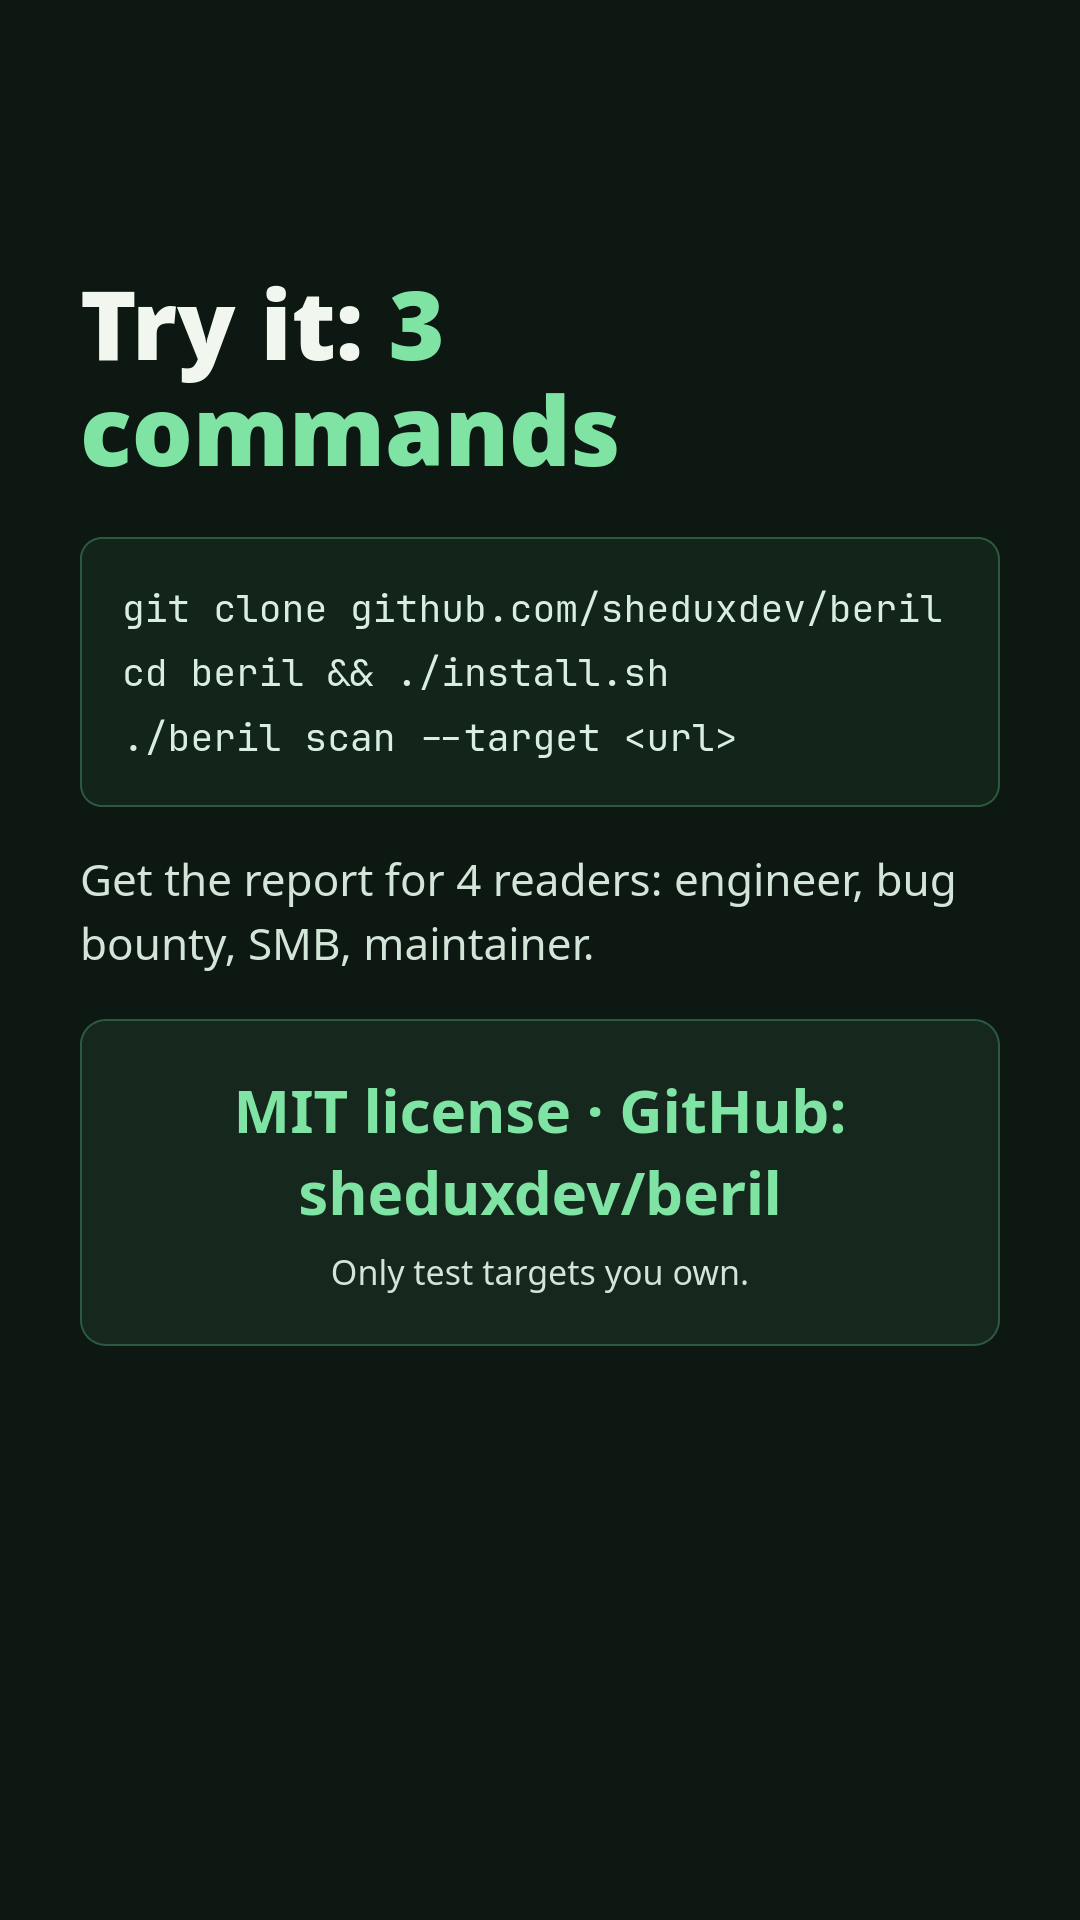 Try it: 3
commands
git clone github.com/sheduxdev/beril
cd beril && ./install.sh
./beril scan --target <url>
Get the report for 4 readers: engineer, bug
bounty, SMB, maintainer.
MIT license · GitHub:
sheduxdev/beril
Only test targets you own.